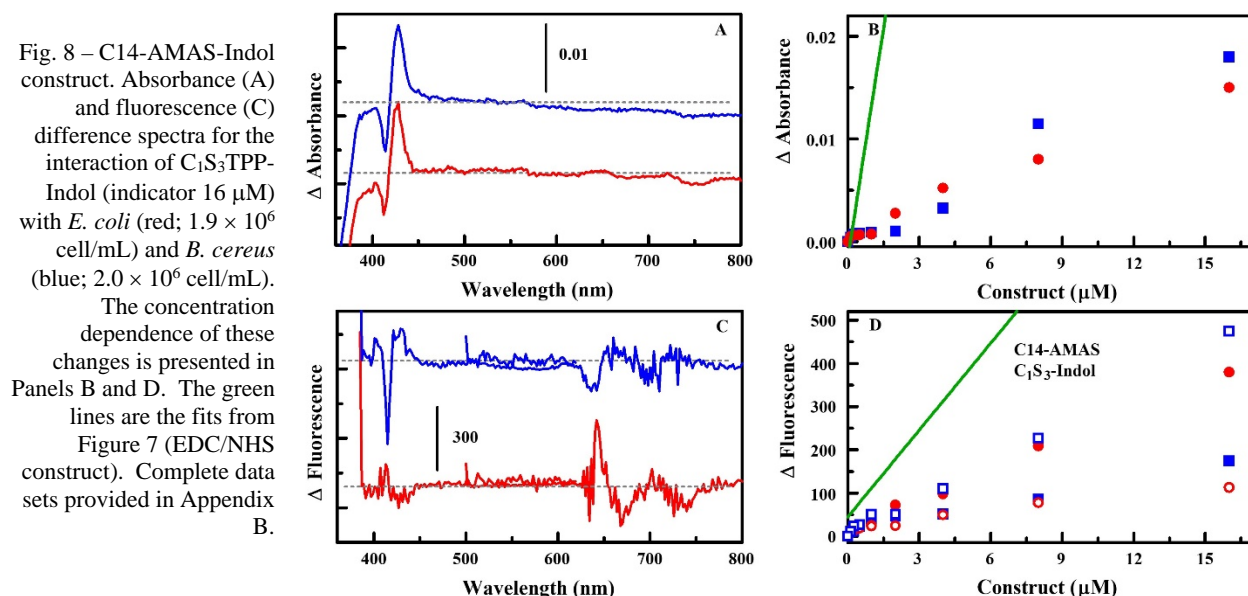 Fig. 8 – C14-AMAS-Indol
construct. Absorbance (A)
and fluorescence (C)
difference spectra for the
interaction of C₁S₃TPP-
Indol (indicator 16 μM)
with E. coli (red; 1.9 × 10⁶
cell/mL) and B. cereus
(blue; 2.0 × 10⁶ cell/mL).
The concentration
dependence of these
changes is presented in
Panels B and D. The green
lines are the fits from
Figure 7 (EDC/NHS
construct). Complete data
sets provided in Appendix
B.
A
0.01
Δ Absorbance
400 500 600 700 800
Wavelength (nm)
B
0.02
0.01
0.00
Δ Absorbance
0 3 6 9 12 15
Construct (μM)
C
300
Δ Fluorescence
400 500 600 700 800
Wavelength (nm)
D
C14-AMAS
C₁S₃-Indol
500
400
300
200
100
0
Δ Fluorescence
0 3 6 9 12 15
Construct (μM)